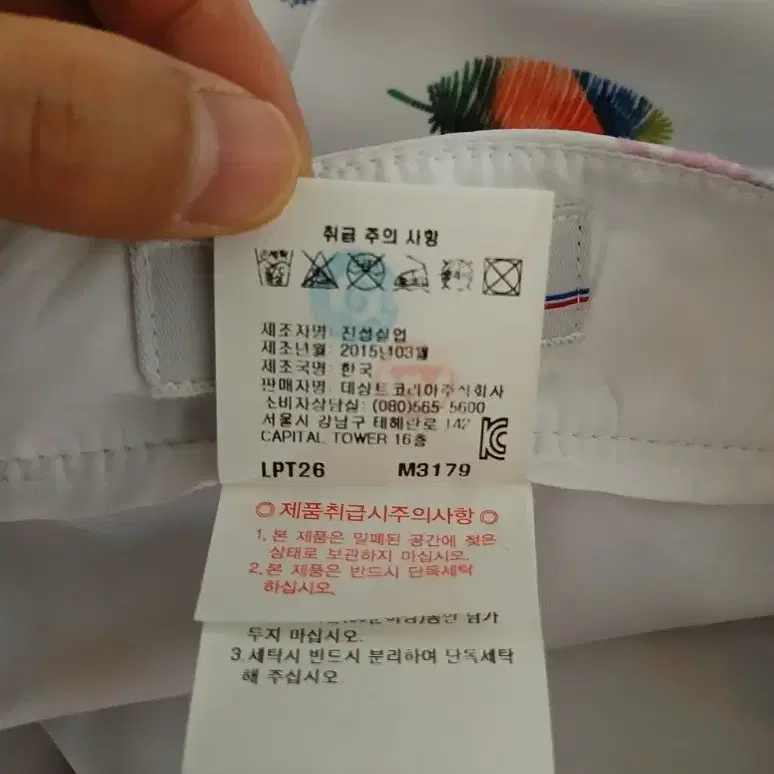 취급 주의 사항
제조자명: 진섭실업
제조년월: 2015년03월
제조국명: 한국
판매자명: 데상트코리아주식회사
소비자상담실: (080)565-5600
서울시 강남구 테헤란로 142
CAPITAL TOWER 16층
LPT26 M3179
◎ 제품취급시주의사항 ◎
1. 본 제품은 밀폐된 공간에 젖은
상태로 보관하지 마십시오.
2. 본 제품은 반드시 단독세탁
하십시오.
두지 마십시오.
3. 세탁시 반드시 분리하여 단독세탁
해 주십시오.